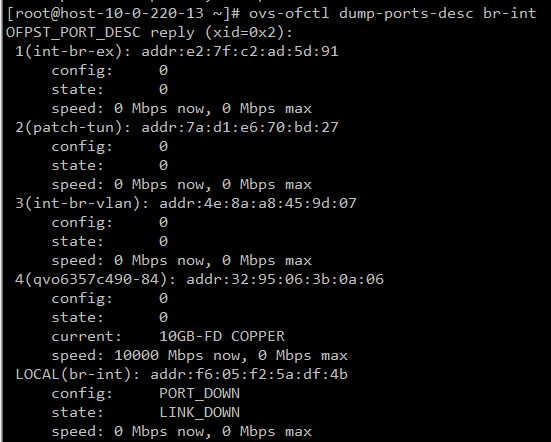 [root@host-10-0-220-13 ~]# ovs-ofctl dump-ports-desc br-int
OFPST_PORT_DESC reply (xid=0x2):
 1(int-br-ex): addr:e2:7f:c2:ad:5d:91
     config:     0
     state:      0
     speed: 0 Mbps now, 0 Mbps max
 2(patch-tun): addr:7a:d1:e6:70:bd:27
     config:     0
     state:      0
     speed: 0 Mbps now, 0 Mbps max
 3(int-br-vlan): addr:4e:8a:a8:45:9d:07
     config:     0
     state:      0
     speed: 0 Mbps now, 0 Mbps max
 4(qvo6357c490-84): addr:32:95:06:3b:0a:06
     config:     0
     state:      0
     current:    10GB-FD COPPER
     speed: 10000 Mbps now, 0 Mbps max
 LOCAL(br-int): addr:f6:05:f2:5a:df:4b
     config:     PORT_DOWN
     state:      LINK_DOWN
     speed: 0 Mbps now, 0 Mbps max